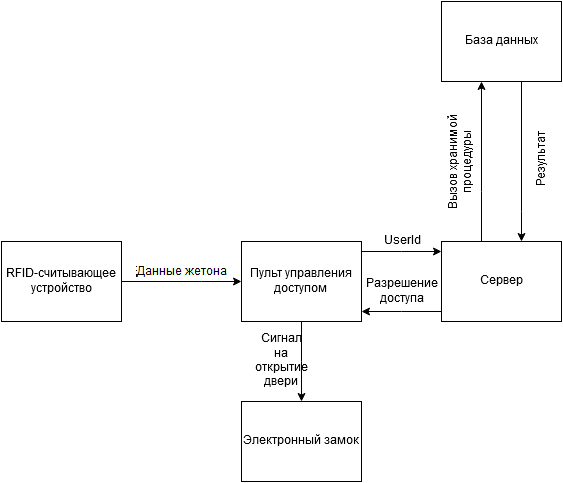 База данных
Вызов хранимой
процедуры
Результат
UserId
RFID-считывающее
устройство
Данные жетона
Пульт управления
доступом
Разрешение
доступа
Сервер
Сигнал
на
открытие
двери
Электронный замок